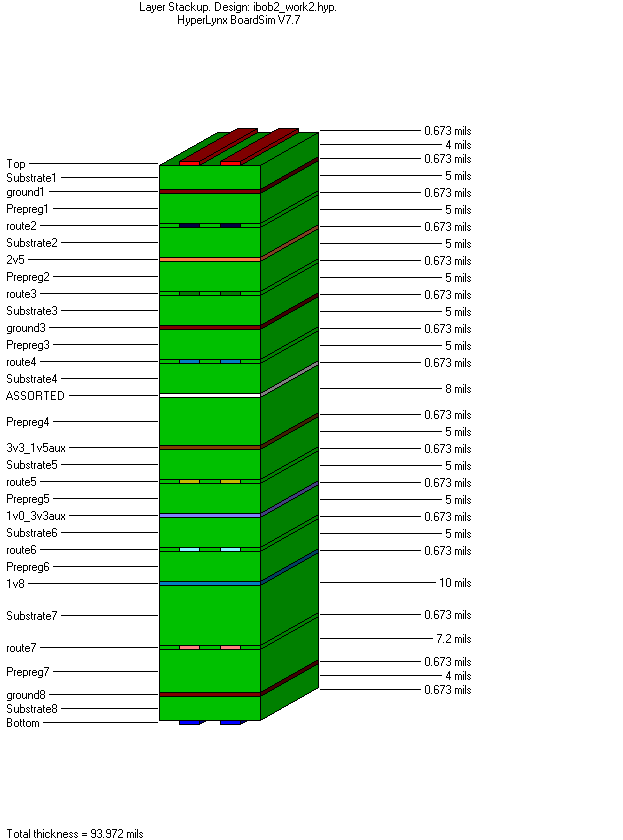 Layer Stackup. Design: ibob2_work2.hyp.
HyperLynx BoardSim V7.7
0.673 mils
4 mils
Top
0.673 mils
Substrate1
5 mils
ground1
0.673 mils
Prepreg1
5 mils
route2
0.673 mils
Substrate2
5 mils
2v5
0.673 mils
Prepreg2
5 mils
route3
0.673 mils
Substrate3
5 mils
ground3
0.673 mils
Prepreg3
5 mils
route4
0.673 mils
Substrate4
8 mils
ASSORTED
0.673 mils
Prepreg4
5 mils
3v3_1v5aux
0.673 mils
Substrate5
5 mils
route5
0.673 mils
Prepreg5
5 mils
1v0_3v3aux
0.673 mils
Substrate6
5 mils
route6
0.673 mils
Prepreg6
1v8
10 mils
Substrate7
0.673 mils
7.2 mils
route7
0.673 mils
Prepreg7
4 mils
ground8
0.673 mils
Substrate8
Bottom
Total thickness = 93.972 mils